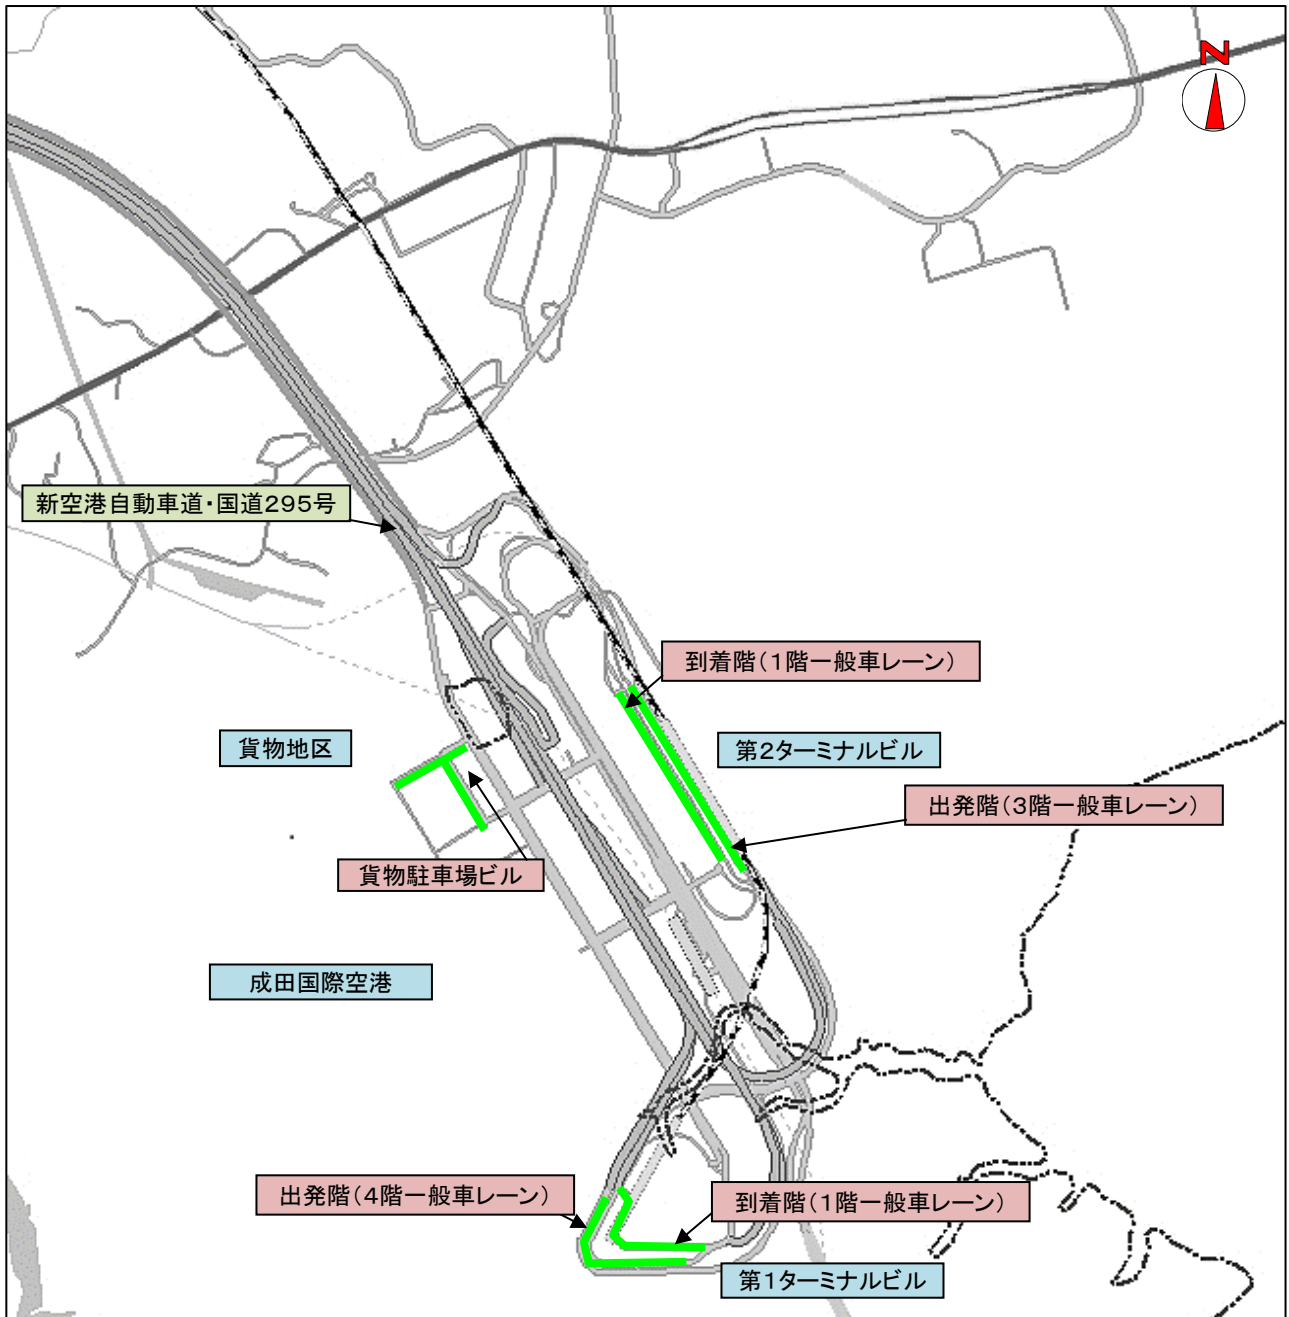 N
新空港自動車道・国道295号
到着階(1階一般車レーン)
貨物地区
第2ターミナルビル
出発階(3階一般車レーン)
貨物駐車場ビル
成田国際空港
出発階(4階一般車レーン)
到着階(1階一般車レーン)
第1ターミナルビル